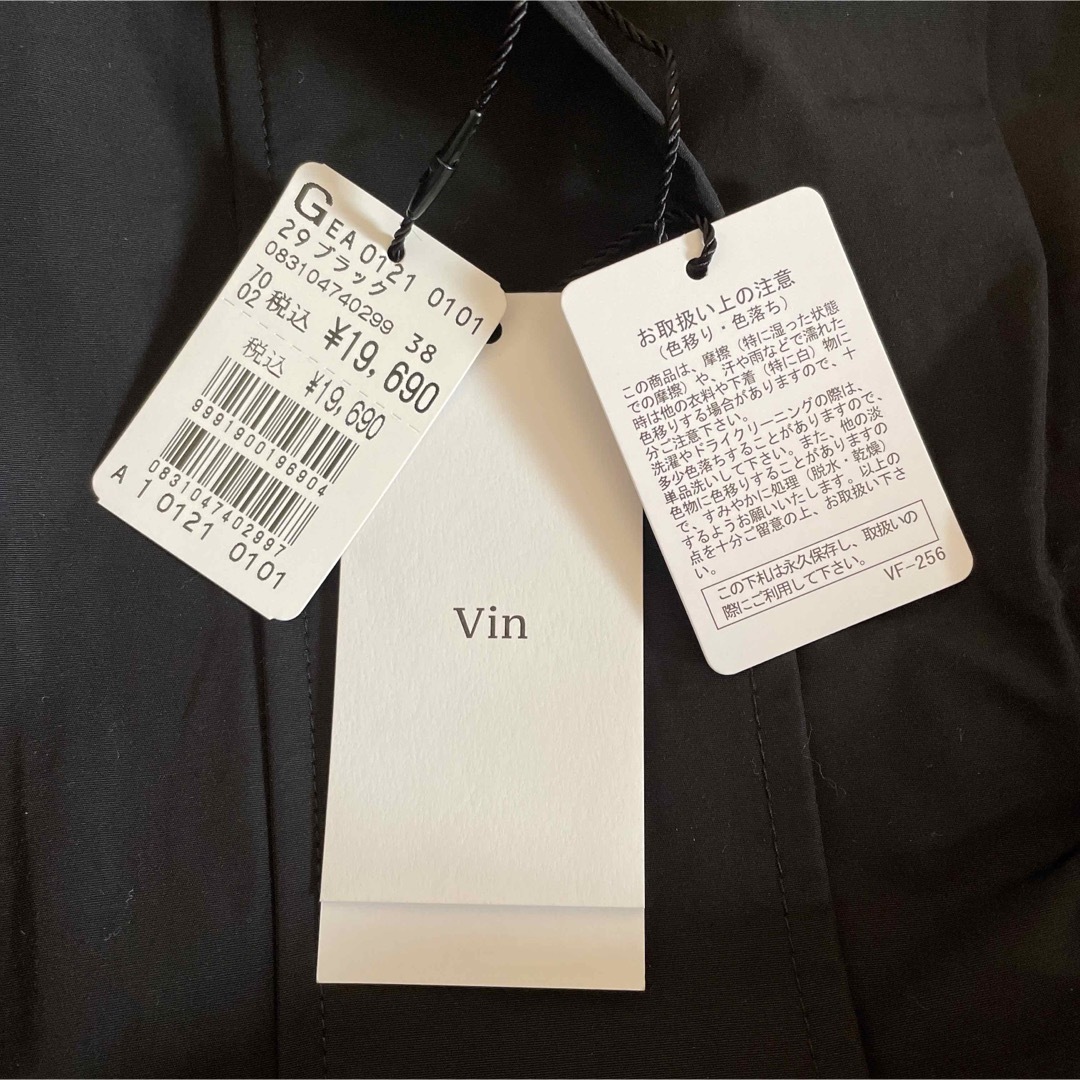 G EA 0121 0101
29 ブラック
083104740299 38
70
02 税込 ¥19,690
税込 ¥19,690
9991900196904
0831047402997
A 1 0121 0101
Vin
お取扱い上の注意
(色移り・色落ち)
この商品は、摩擦(特に湿った状態
での摩擦)や、汗や雨などで濡れた
時は他の衣料や下着(特に白)物に
色移りする場合がありますので、十
分ご注意下さい。
洗濯やドライクリーニングの際は、
多少色落ちすることがありますので、
単品洗いして下さい。また、他の淡
色物に色移りすることがありますの
で、すみやかに処理(脱水・乾燥)
するようお願いいたします。以上の
点を十分ご留意の上、お取扱い下さ
い。
この下札は永久保存し、取扱いの
際にご利用して下さい。
VF-256